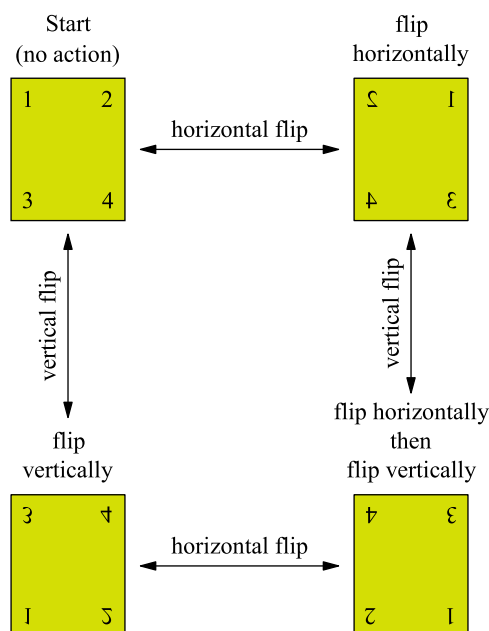 Start
(no action)
flip
horizontally
1 2
2 1
horizontal flip
3 4
4 3
vertical flip
vertical flip
flip horizontally
then
flip vertically
flip
vertically
3 4
4 3
horizontal flip
1 2
2 1